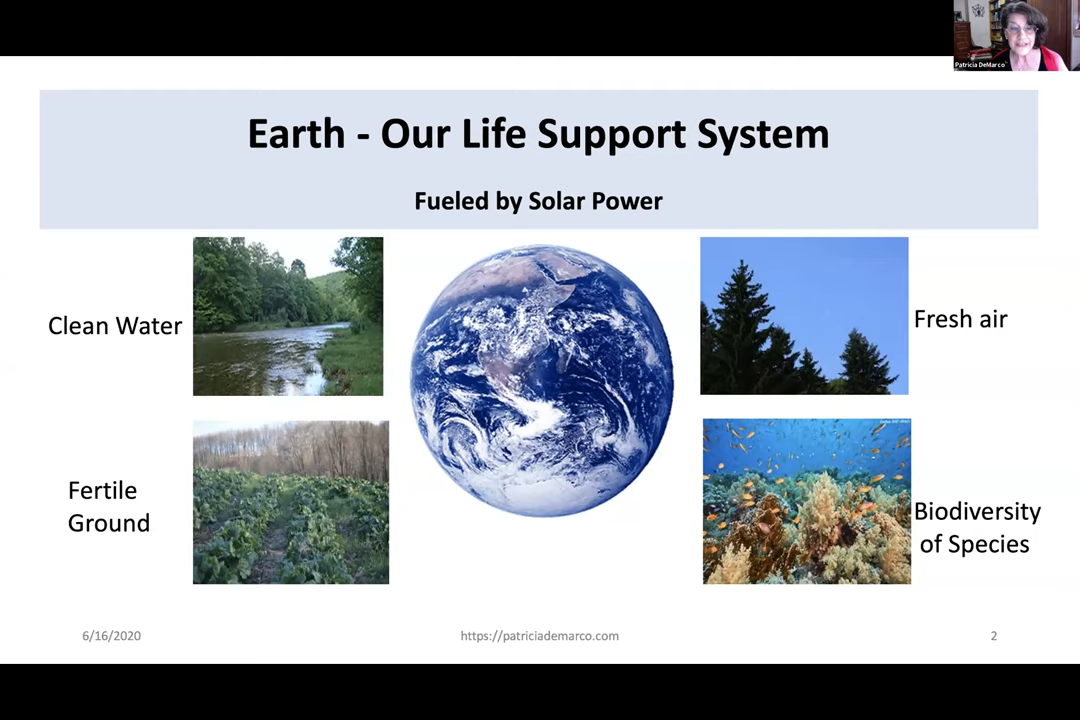 Patricia DeMarco
Earth - Our Life Support System
Fueled by Solar Power
Clean Water
Fresh air
Fertile
Ground
Biodiversity
of Species
6/16/2020
https://patriciademarco.com
2